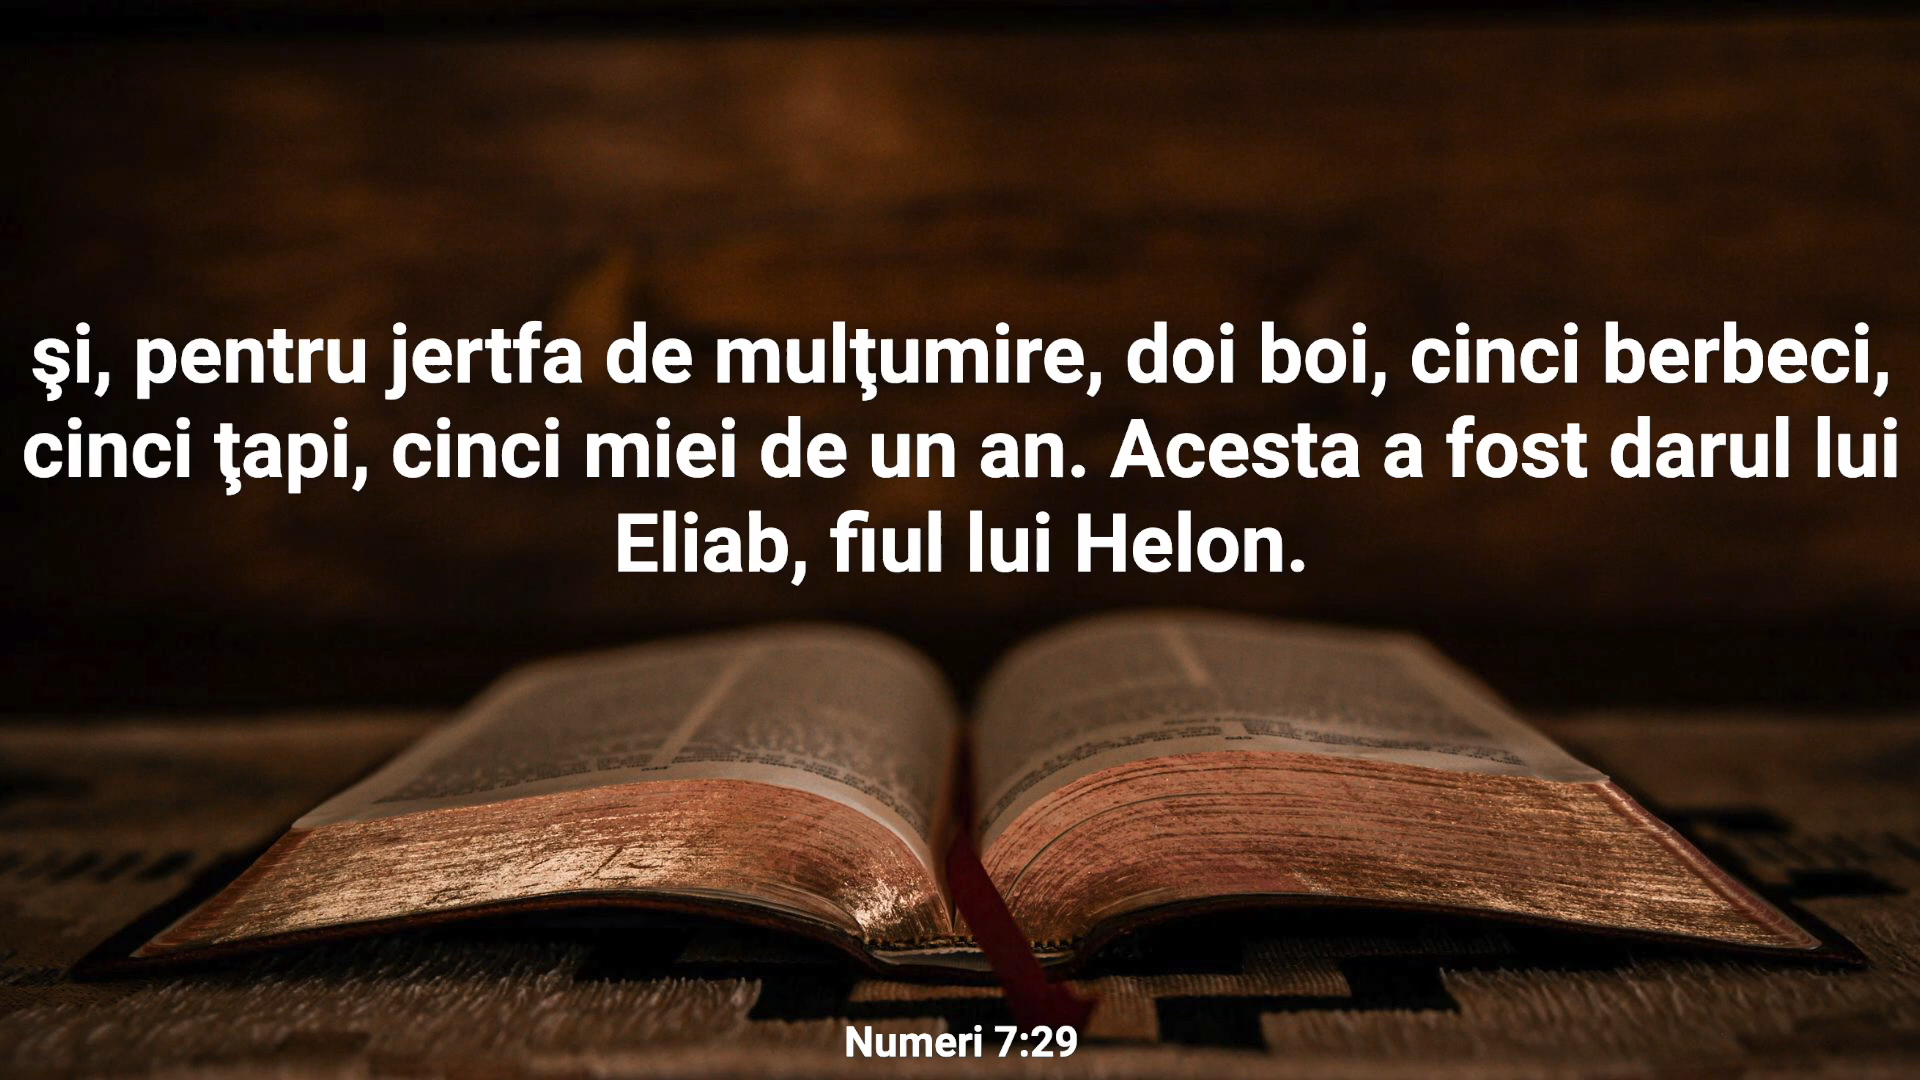 şi, pentru jertfa de mulţumire, doi boi, cinci berbeci,
cinci ţapi, cinci miei de un an. Acesta a fost darul lui
Eliab, fiul lui Helon.
Numeri 7:29